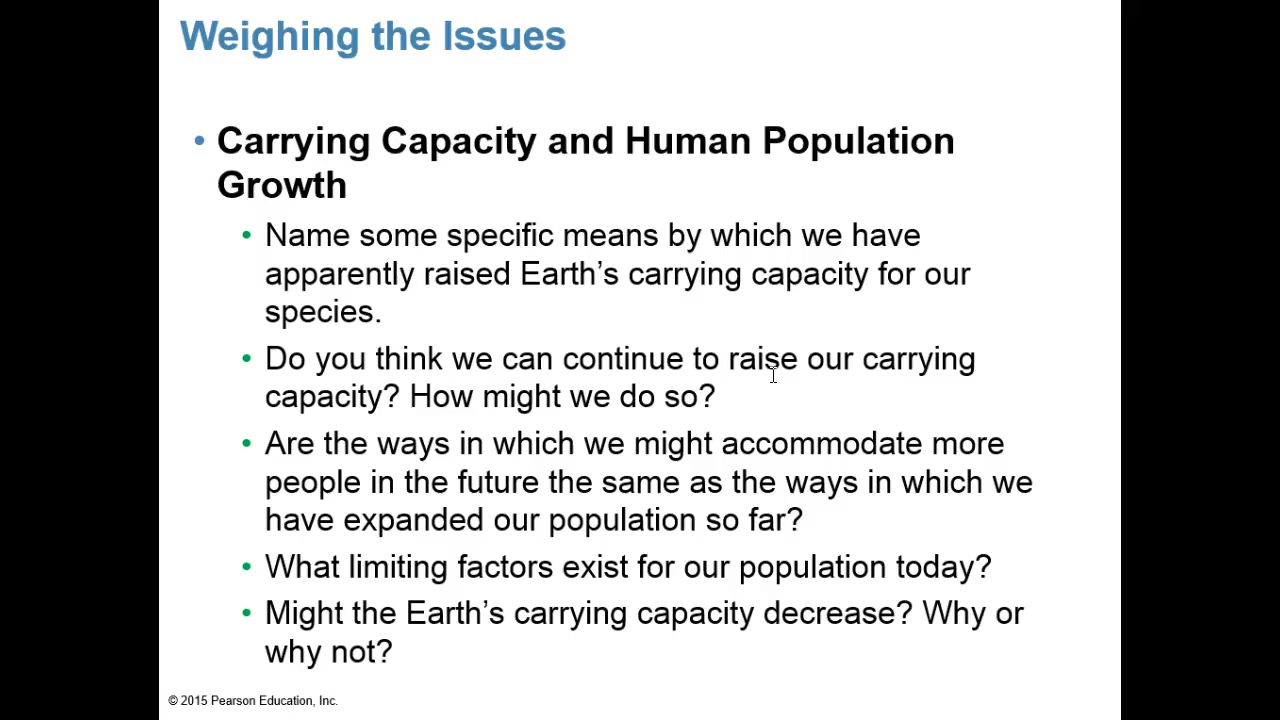 Weighing the Issues
• Carrying Capacity and Human Population
Growth
• Name some specific means by which we have
apparently raised Earth’s carrying capacity for our
species.
• Do you think we can continue to raise our carrying
capacity? How might we do so?
• Are the ways in which we might accommodate more
people in the future the same as the ways in which we
have expanded our population so far?
• What limiting factors exist for our population today?
• Might the Earth’s carrying capacity decrease? Why or
why not?
© 2015 Pearson Education, Inc.